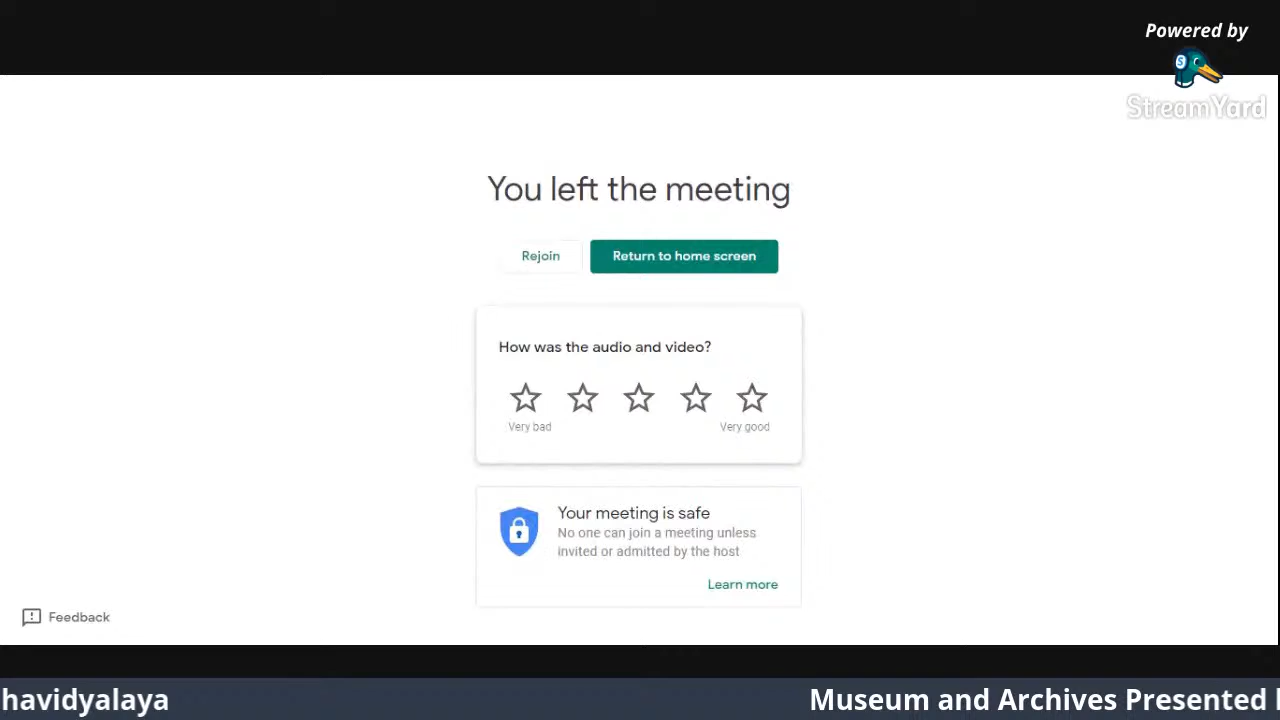 Powered by
StreamYard
You left the meeting
Rejoin
Return to home screen
How was the audio and video?
Very bad
Very good
Your meeting is safe
No one can join a meeting unless
invited or admitted by the host
Learn more
Feedback
havidyalaya
Museum and Archives Presented